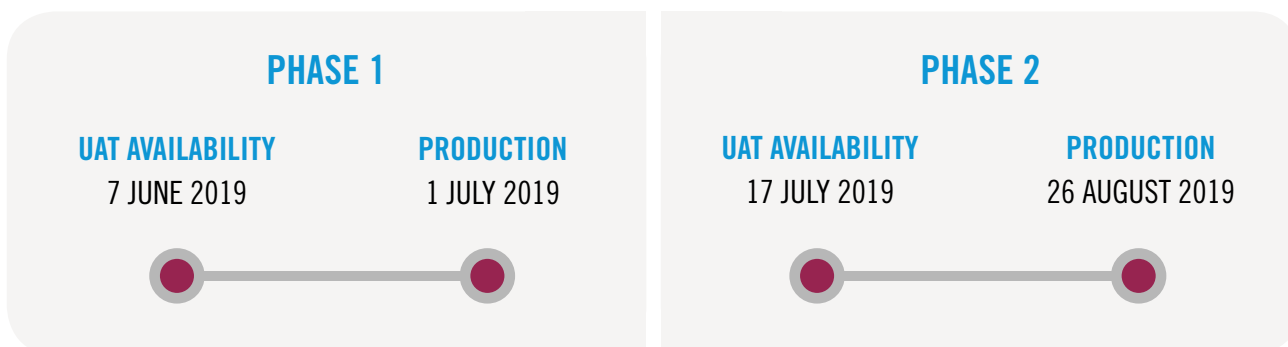 PHASE 1
UAT AVAILABILITY
7 JUNE 2019
PRODUCTION
1 JULY 2019
PHASE 2
UAT AVAILABILITY
17 JULY 2019
PRODUCTION
26 AUGUST 2019